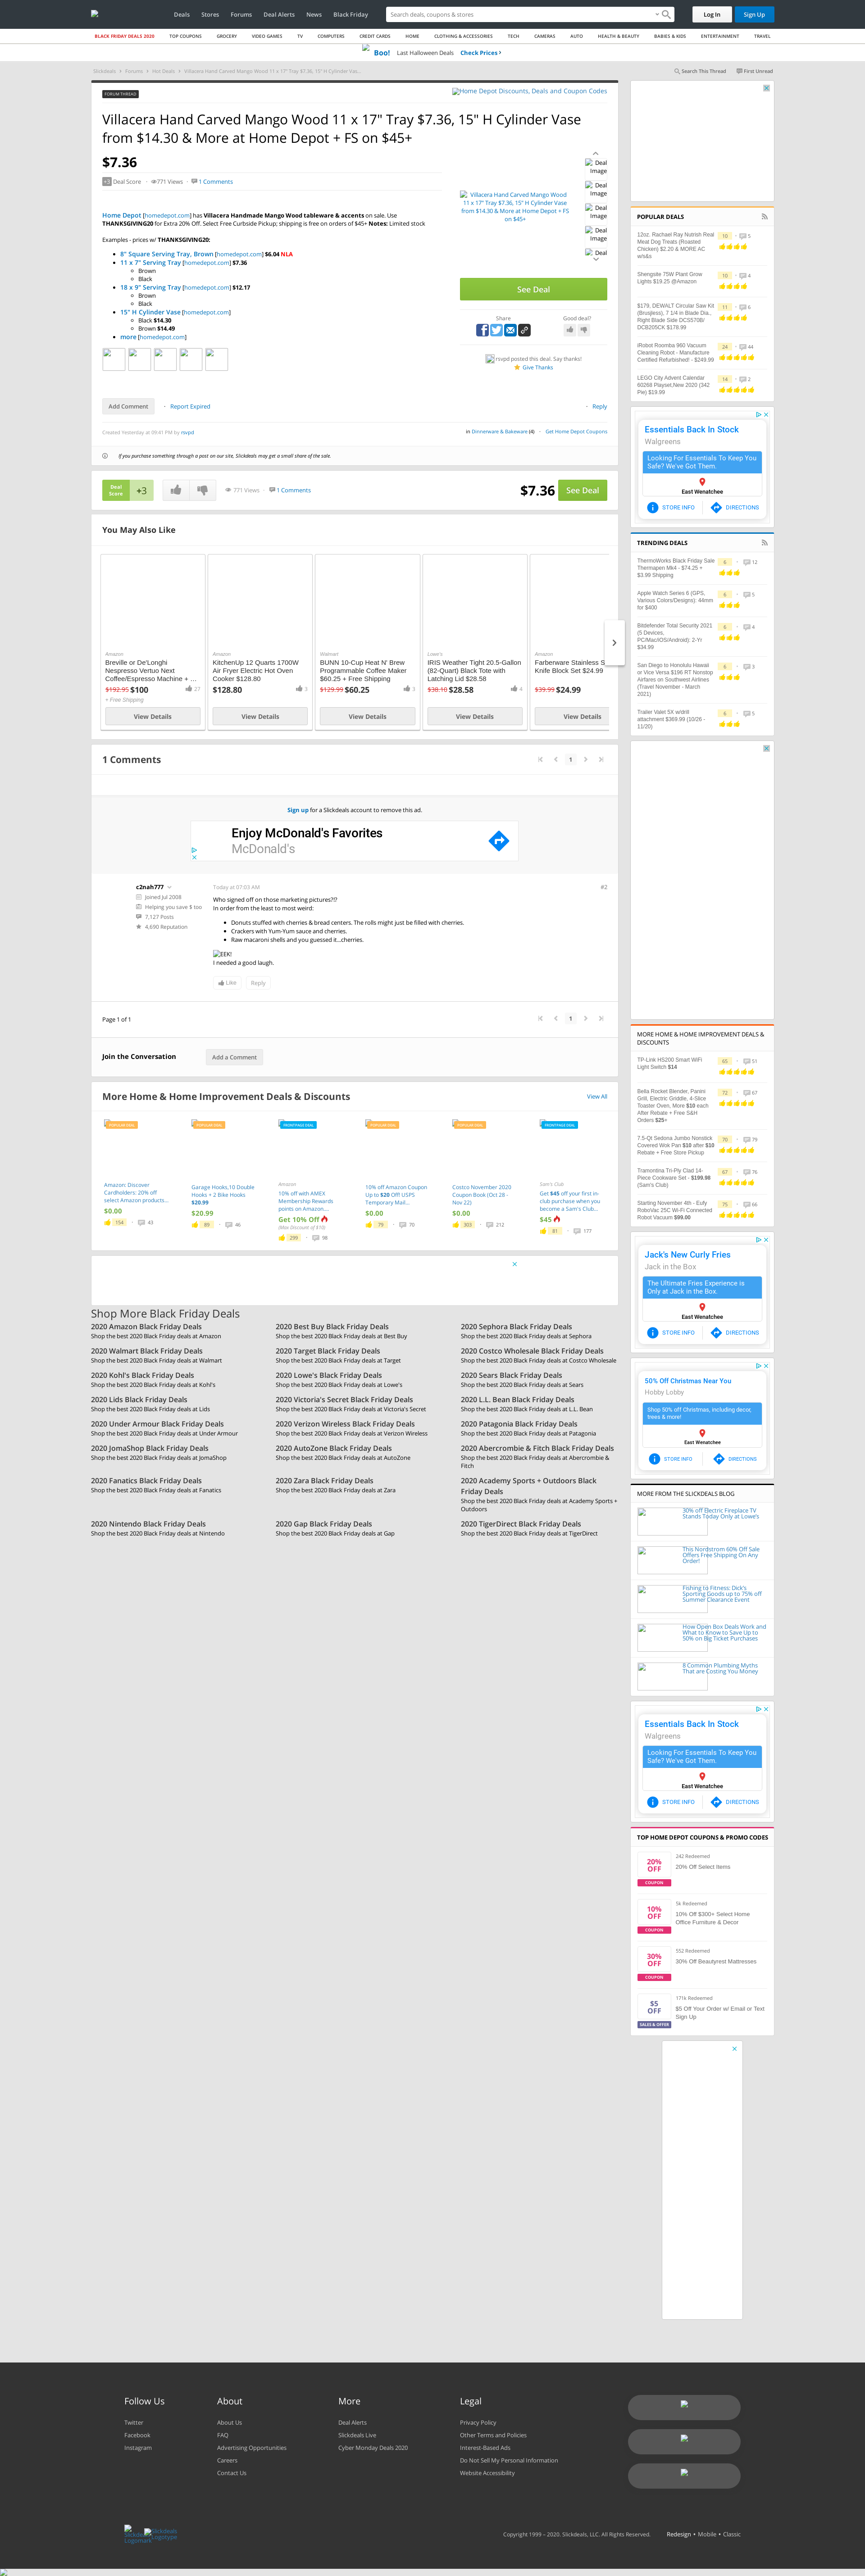 Deals Stores Forums Deal Alerts News Black Friday
Search deals, coupons & stores
Log In
Sign Up
BLACK FRIDAY DEALS 2020 TOP COUPONS GROCERY VIDEO GAMES TV COMPUTERS CREDIT CARDS HOME CLOTHING & ACCESSORIES TECH CAMERAS AUTO HEALTH & BEAUTY BABIES & KIDS ENTERTAINMENT TRAVEL
Boo! Last Halloween Deals Check Prices
Slickdeals > Forums > Hot Deals > Villacera Hand Carved Mango Wood 11 x 17" Tray $7.36, 15" H Cylinder Vas...
Search This Thread
First Unread
FORUM THREAD
Home Depot Discounts, Deals and Coupon Codes
Villacera Hand Carved Mango Wood 11 x 17" Tray $7.36, 15" H Cylinder Vase
from $14.30 & More at Home Depot + FS on $45+
$7.36
+3 Deal Score 771 Views 1 Comments
Home Depot [homedepot.com] has Villacera Handmade Mango Wood tableware & accents on sale. Use
THANKSGIVING20 for Extra 20% Off. Select Free Curbside Pickup; shipping is free on orders of $45+ Notes: Limited stock
Examples - prices w/ THANKSGIVING20;
8" Square Serving Tray, Brown [homedepot.com] $6.04 NLA
11 x 7" Serving Tray [homedepot.com] $7.36
Brown
Black
18 x 9" Serving Tray [homedepot.com] $12.17
Brown
Black
15" H Cylinder Vase [homedepot.com]
Black $14.30
Brown $14.49
more [homedepot.com]
Villacera Hand Carved Mango Wood
11 x 17" Tray $7.36, 15" H Cylinder Vase
from $14.30 & More at Home Depot + FS
on $45+
Deal
Image
Deal
Image
Deal
Image
Deal
Image
Deal
See Deal
Share
Good deal?
rsvpd posted this deal. Say thanks!
Give Thanks
Add Comment
Report Expired
Reply
Created Yesterday at 08:41 PM by rsvpd
in Dinnerware & Bakeware (4) Get Home Depot Coupons
If you purchase something through a post on our site, Slickdeals may get a small share of the sale.
Deal
Score
+3
771 Views 1 Comments
$7.36
See Deal
You May Also Like
Amazon
Breville or De'Longhi
Nespresso Vertuo Next
Coffee/Espresso Machine + ...
$192.95 $100 27
+ Free Shipping
View Details
Amazon
KitchenUp 12 Quarts 1700W
Air Fryer Electric Hot Oven
Cooker $128.80
$128.80 3
View Details
Walmart
BUNN 10-Cup Heat N' Brew
Programmable Coffee Maker
$60.25 + Free Shipping
$129.99 $60.25 3
View Details
Lowe's
IRIS Weather Tight 20.5-Gallon
(82-Quart) Black Tote with
Latching Lid $28.58
$38.10 $28.58 4
View Details
Amazon
Farberware Stainless S
Knife Block Set $24.99
$39.99 $24.99
View Details
1 Comments
1
Sign up for a Slickdeals account to remove this ad.
Enjoy McDonald's Favorites
McDonald's
c2nah777
Joined Jul 2008
Helping you save $ too
7,127 Posts
4,690 Reputation
Today at 07:03 AM
#2
Who signed off on those marketing pictures?!?
In order from the least to most weird:
Donuts stuffed with cherries & bread centers. The rolls might just be filled with cherries.
Crackers with Yum-Yum sauce and cherries.
Raw macaroni shells and you guessed it...cherries.
EEK!
I needed a good laugh.
Like
Reply
Page 1 of 1
1
Join the Conversation
Add a Comment
More Home & Home Improvement Deals & Discounts
View All
POPULAR DEAL
Amazon: Discover
Cardholders: 20% off
select Amazon products...
$0.00
154 43
POPULAR DEAL
Garage Hooks,10 Double
Hooks + 2 Bike Hooks
$20.99
$20.99
89 46
FRONTPAGE DEAL
Amazon
10% off with AMEX
Membership Rewards
points on Amazon....
Get 10% Off
(Max Discount of $70)
299 98
POPULAR DEAL
10% off Amazon Coupon
Up to $20 Off! USPS
Temporary Mail...
$0.00
79 70
POPULAR DEAL
Costco November 2020
Coupon Book (Oct 28 -
Nov 22)
$0.00
303 212
FRONTPAGE DEAL
Sam's Club
Get $45 off your first in-
club purchase when you
become a Sam's Club...
$45
81 177
Shop More Black Friday Deals
2020 Amazon Black Friday Deals
Shop the best 2020 Black Friday deals at Amazon
2020 Best Buy Black Friday Deals
Shop the best 2020 Black Friday deals at Best Buy
2020 Sephora Black Friday Deals
Shop the best 2020 Black Friday deals at Sephora
2020 Walmart Black Friday Deals
Shop the best 2020 Black Friday deals at Walmart
2020 Target Black Friday Deals
Shop the best 2020 Black Friday deals at Target
2020 Costco Wholesale Black Friday Deals
Shop the best 2020 Black Friday deals at Costco Wholesale
2020 Kohl's Black Friday Deals
Shop the best 2020 Black Friday deals at Kohl's
2020 Lowe's Black Friday Deals
Shop the best 2020 Black Friday deals at Lowe's
2020 Sears Black Friday Deals
Shop the best 2020 Black Friday deals at Sears
2020 Lids Black Friday Deals
Shop the best 2020 Black Friday deals at Lids
2020 Victoria's Secret Black Friday Deals
Shop the best 2020 Black Friday deals at Victoria's Secret
2020 L.L. Bean Black Friday Deals
Shop the best 2020 Black Friday deals at L.L. Bean
2020 Under Armour Black Friday Deals
Shop the best 2020 Black Friday deals at Under Armour
2020 Verizon Wireless Black Friday Deals
Shop the best 2020 Black Friday deals at Verizon Wireless
2020 Patagonia Black Friday Deals
Shop the best 2020 Black Friday deals at Patagonia
2020 JomaShop Black Friday Deals
Shop the best 2020 Black Friday deals at JomaShop
2020 AutoZone Black Friday Deals
Shop the best 2020 Black Friday deals at AutoZone
2020 Abercrombie & Fitch Black Friday Deals
Shop the best 2020 Black Friday deals at Abercrombie &
Fitch
2020 Fanatics Black Friday Deals
Shop the best 2020 Black Friday deals at Fanatics
2020 Zara Black Friday Deals
Shop the best 2020 Black Friday deals at Zara
2020 Academy Sports + Outdoors Black
Friday Deals
Shop the best 2020 Black Friday deals at Academy Sports +
Outdoors
2020 Nintendo Black Friday Deals
Shop the best 2020 Black Friday deals at Nintendo
2020 Gap Black Friday Deals
Shop the best 2020 Black Friday deals at Gap
2020 TigerDirect Black Friday Deals
Shop the best 2020 Black Friday deals at TigerDirect
POPULAR DEALS
12oz. Rachael Ray Nutrish Real
Meat Dog Treats (Roasted
Chicken) $2.20 & MORE AC
w/s&s
10 5
Shengsite 75W Plant Grow
Lights $19.25 @Amazon
10 4
$179. DEWALT Circular Saw Kit
(Brushless), 7 1/4 in Blade Dia.,
Right Blade Side DCS570B/
DCB205CK $178.99
11 6
iRobot Roomba 960 Vacuum
Cleaning Robot - Manufacture
Certified Refurbished! - $249.99
24 44
LEGO City Advent Calendar
60268 Playset,New 2020 (342
Pie) $19.99
14 2
Essentials Back In Stock
Walgreens
Looking For Essentials To Keep You
Safe? We've Got Them.
East Wenatchee
STORE INFO DIRECTIONS
TRENDING DEALS
ThermoWorks Black Friday Sale
Thermapen Mk4 - $74.25 +
$3.99 Shipping
6 12
Apple Watch Series 6 (GPS,
Various Colors/Designs): 44mm
for $400
6 5
Bitdefender Total Security 2021
(5 Devices,
PC/Mac/iOS/Android): 2-Yr
$34.99
6 4
San Diego to Honolulu Hawaii
or Vice Versa $196 RT Nonstop
Airfares on Southwest Airlines
(Travel November - March
2021)
6 3
Trailer Valet 5X w/drill
attachment $369.99 (10/26 -
11/20)
6 5
MORE HOME & HOME IMPROVEMENT DEALS &
DISCOUNTS
TP-Link HS200 Smart WiFi
Light Switch $14
65 51
Bella Rocket Blender, Panini
Grill, Electric Griddle, 4-Slice
Toaster Oven, More $10 each
After Rebate + Free S&H
Orders $25+
72 67
7.5-Qt Sedona Jumbo Nonstick
Covered Wok Pan $10 after $10
Rebate + Free Store Pickup
70 79
Tramontina Tri-Ply Clad 14-
Piece Cookware Set - $199.98
(Sam's Club)
67 76
Starting November 4th - Eufy
RoboVac 25C Wi-Fi Connected
Robot Vacuum $99.00
75 66
Jack's New Curly Fries
Jack in the Box
The Ultimate Fries Experience is
Only at Jack in the Box.
East Wenatchee
STORE INFO DIRECTIONS
50% Off Christmas Near You
Hobby Lobby
Shop 50% off Christmas, including decor,
trees & more!
East Wenatchee
STORE INFO DIRECTIONS
MORE FROM THE SLICKDEALS BLOG
30% off Electric Fireplace TV
Stands Today Only at Lowe's
This Nordstrom 60% Off Sale
Offers Free Shipping On Any
Order!
Fishing to Fitness: Dick's
Sporting Goods up to 75% off
Summer Clearance Event
How Open Box Deals Work and
What to Know to Save Up to
50% on Big Ticket Purchases
8 Common Plumbing Myths
That are Costing You Money
Essentials Back In Stock
Walgreens
Looking For Essentials To Keep You
Safe? We've Got Them.
East Wenatchee
STORE INFO DIRECTIONS
TOP HOME DEPOT COUPONS & PROMO CODES
20%
OFF
COUPON
242 Redeemed
20% Off Select Items
10%
OFF
COUPON
5k Redeemed
10% Off $300+ Select Home
Office Furniture & Decor
30%
OFF
COUPON
552 Redeemed
30% Off Beautyrest Mattresses
$5
OFF
SALES & OFFER
171k Redeemed
$5 Off Your Order w/ Email or Text
Sign Up
Follow Us
Twitter
Facebook
Instagram
About
About Us
FAQ
Advertising Opportunities
Careers
Contact Us
More
Deal Alerts
Slickdeals Live
Cyber Monday Deals 2020
Legal
Privacy Policy
Other Terms and Policies
Interest-Based Ads
Do Not Sell My Personal Information
Website Accessibility
Slickdeals
Logomark
Slickdeals
Logotype
Copyright 1999 - 2020. Slickdeals, LLC. All Rights Reserved.
Redesign • Mobile • Classic